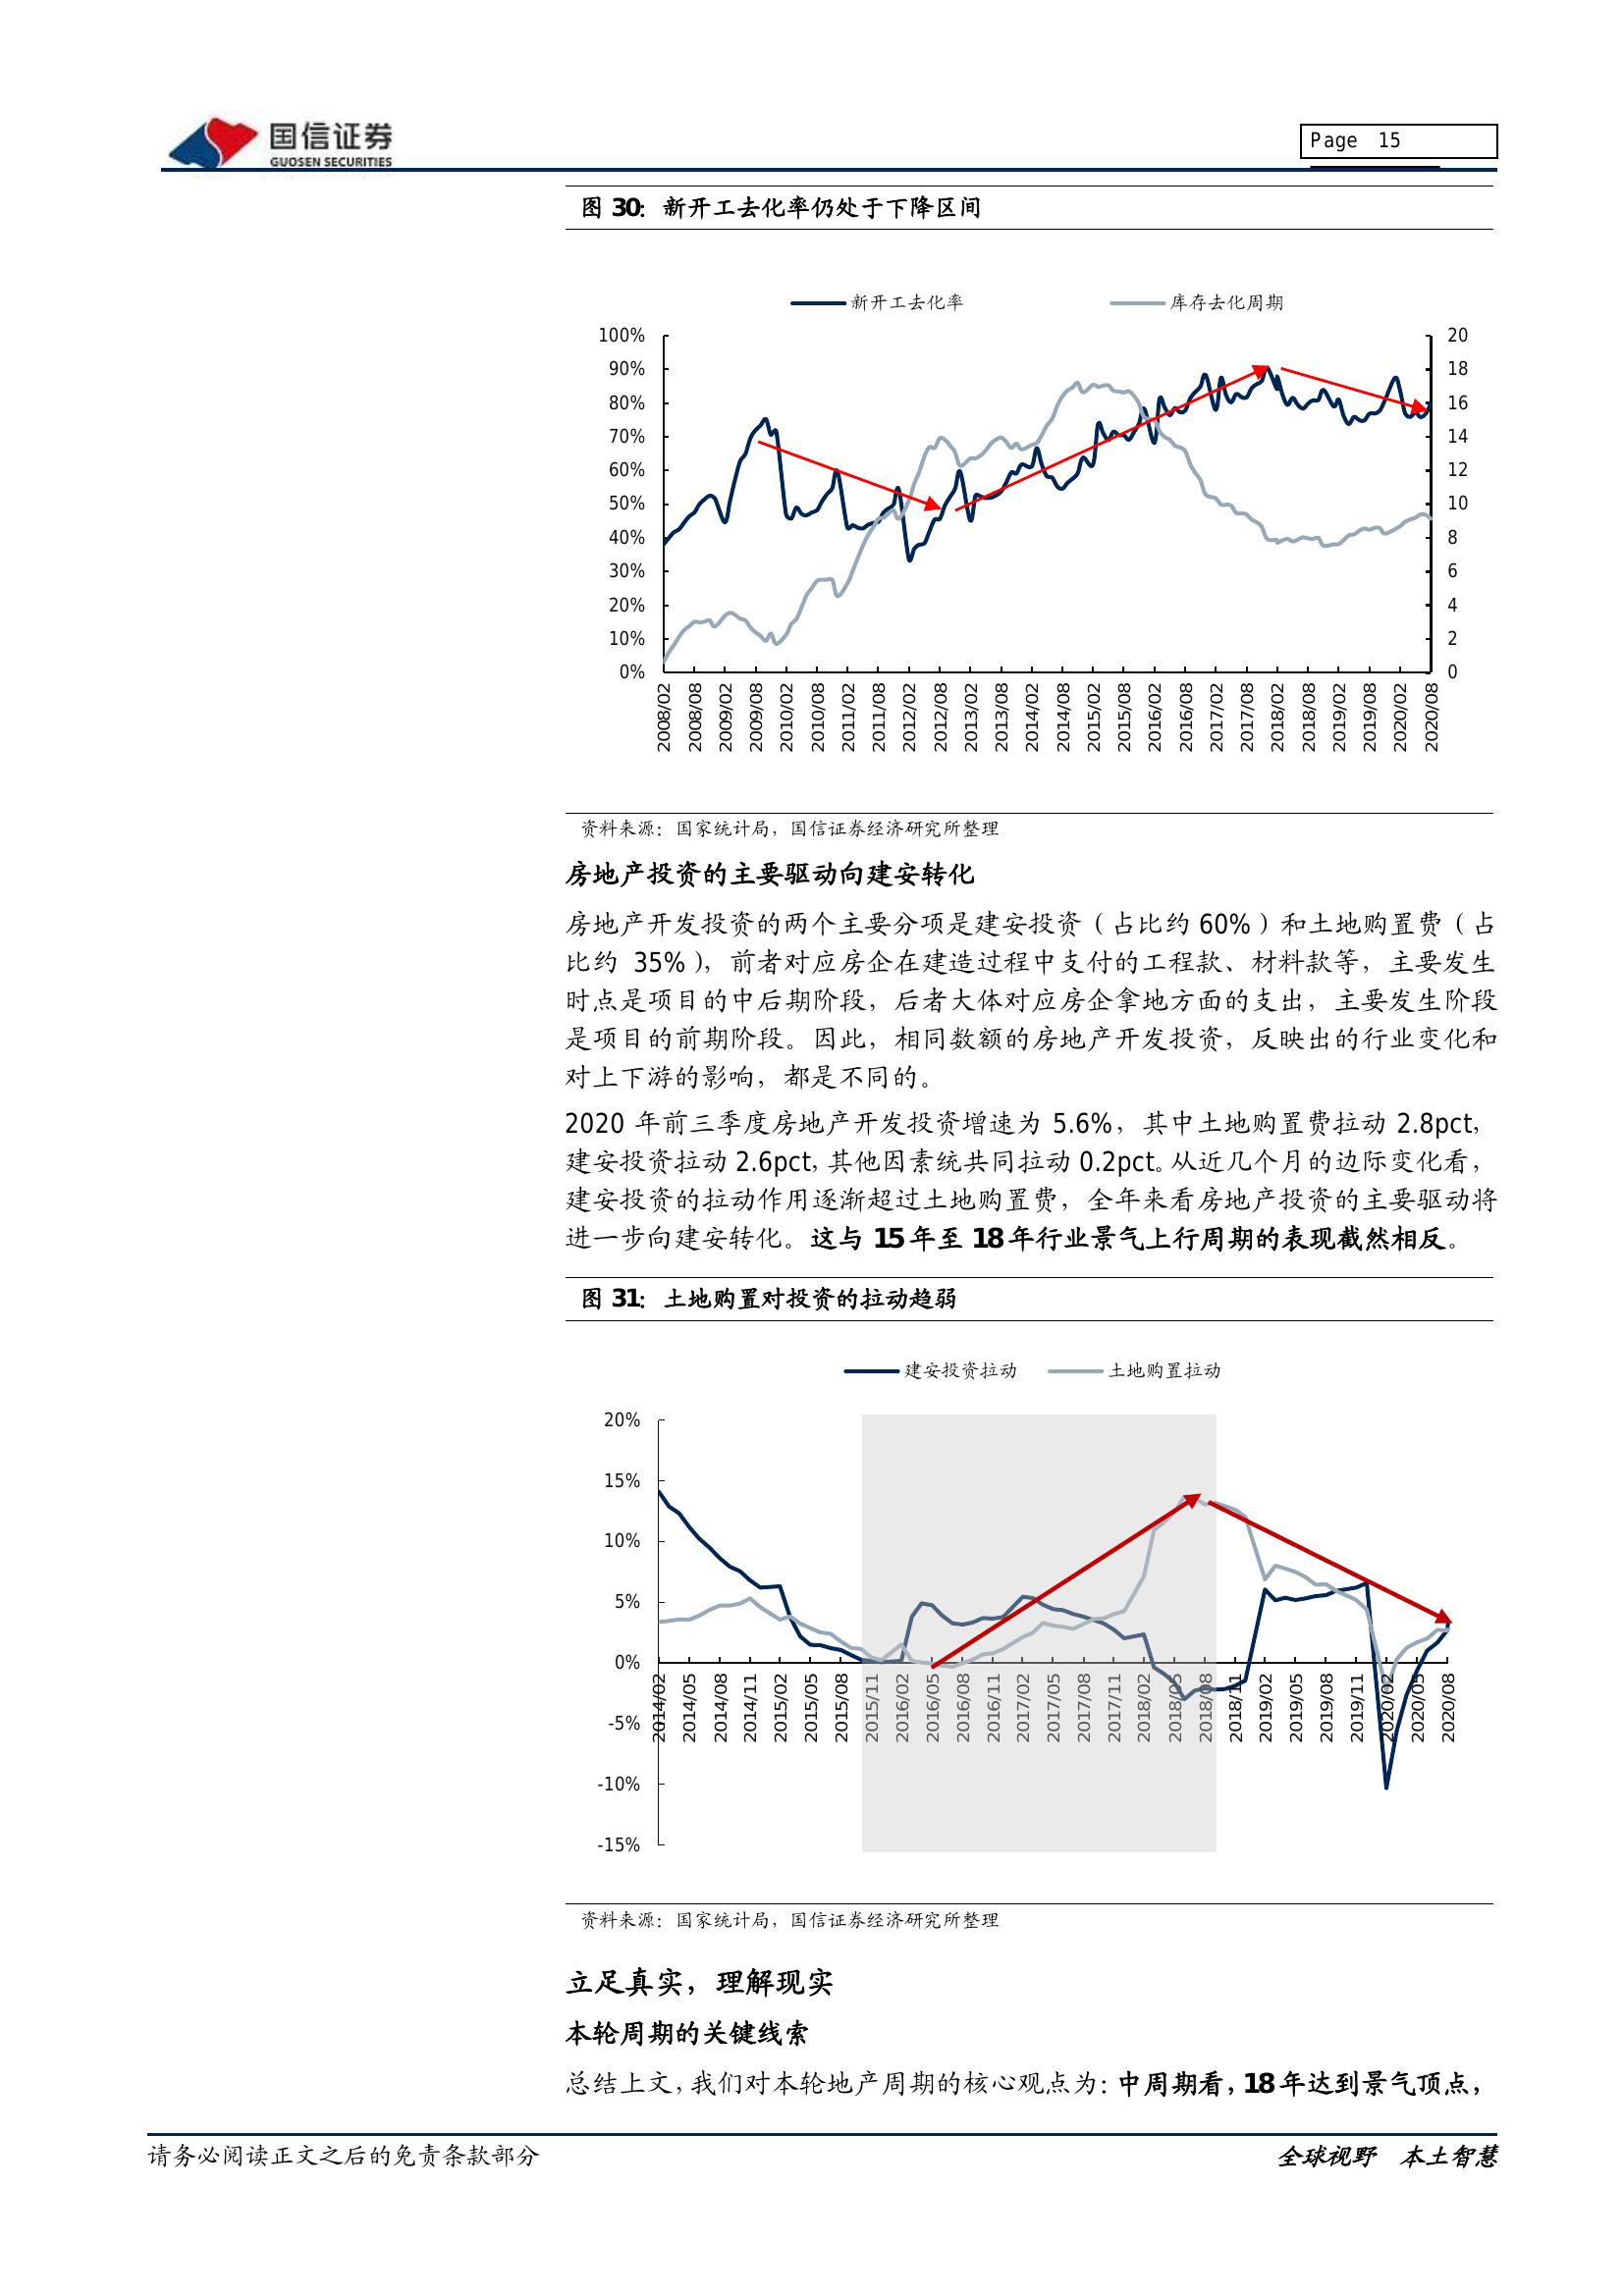 国信证券
GUOSEN SECURITIES
Page 15
图 30：新开工去化率仍处于下降区间
新开工去化率 库存去化周期
100%
90%
80%
70%
60%
50%
40%
30%
20%
10%
0%
20
18
16
14
12
10
8
6
4
2
0
2008/02 2008/08 2009/02 2009/08 2010/02 2010/08 2011/02 2011/08 2012/02 2012/08 2013/02 2013/08 2014/02 2014/08 2015/02 2015/08 2016/02 2016/08 2017/02 2017/08 2018/02 2018/08 2019/02 2019/08 2020/02 2020/08
资料来源：国家统计局，国信证券经济研究所整理
房地产投资的主要驱动向建安转化
房地产开发投资的两个主要分项是建安投资（占比约 60%）和土地购置费（占
比约 35%），前者对应房企在建造过程中支付的工程款、材料款等，主要发生
时点是项目的中后期阶段，后者大体对应房企拿地方面的支出，主要发生阶段
是项目的前期阶段。因此，相同数额的房地产开发投资，反映出的行业变化和
对上下游的影响，都是不同的。
2020 年前三季度房地产开发投资增速为 5.6%，其中土地购置费拉动 2.8pct，
建安投资拉动 2.6pct，其他因素统共同拉动 0.2pct。从近几个月的边际变化看，
建安投资的拉动作用逐渐超过土地购置费，全年来看房地产投资的主要驱动将
进一步向建安转化。这与 15 年至 18 年行业景气上行周期的表现截然相反。
图 31：土地购置对投资的拉动趋弱
建安投资拉动 土地购置拉动
20%
15%
10%
5%
0%
-5%
-10%
-15%
2014/02 2014/05 2014/08 2014/11 2015/02 2015/05 2015/08 2015/11 2016/02 2016/05 2016/08 2016/11 2017/02 2017/05 2017/08 2017/11 2018/02 2018/05 2018/08 2018/11 2019/02 2019/05 2019/08 2019/11 2020/02 2020/05 2020/08
资料来源：国家统计局，国信证券经济研究所整理
立足真实，理解现实
本轮周期的关键线索
总结上文，我们对本轮地产周期的核心观点为：中周期看，18 年达到景气顶点，
请务必阅读正文之后的免责条款部分
全球视野 本土智慧